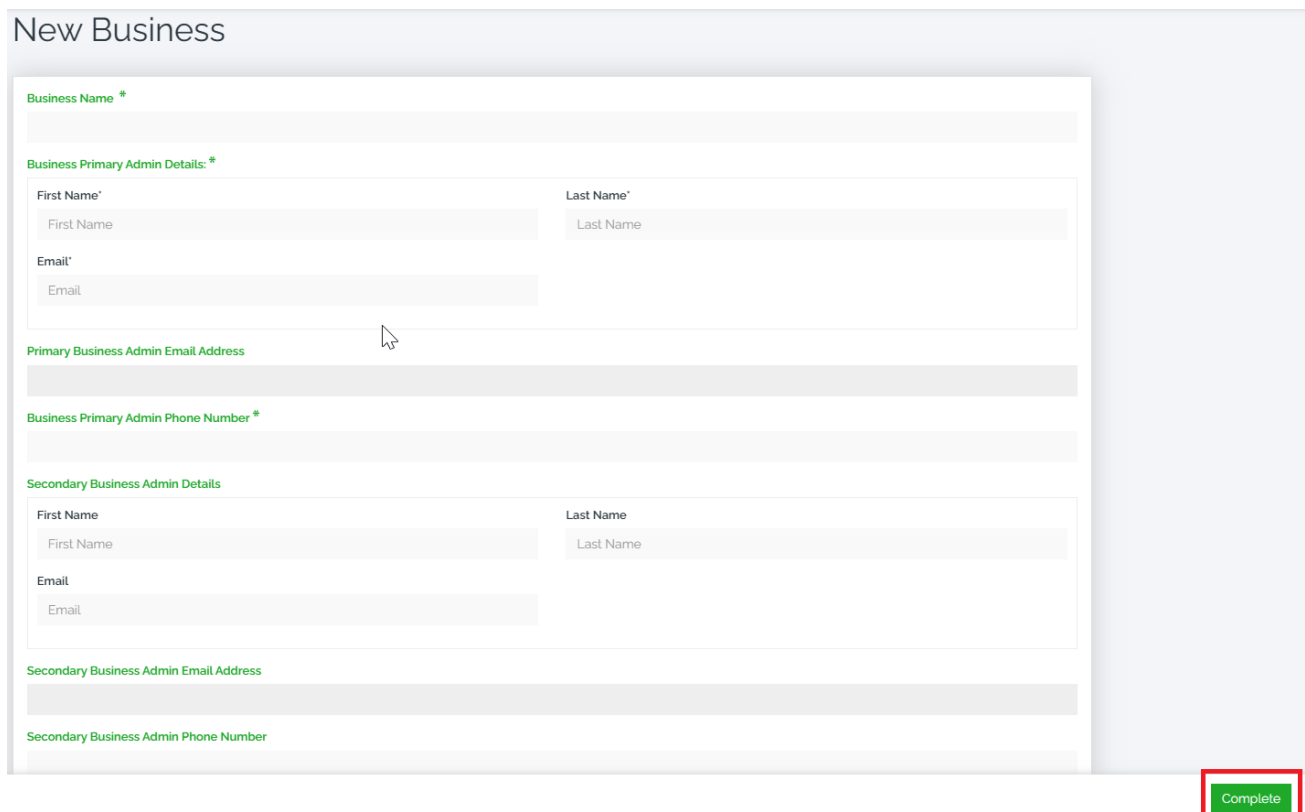 New Business
Business Name *
Business Primary Admin Details: *
First Name* Last Name*
First Name Last Name
Email*
Email
Primary Business Admin Email Address
Business Primary Admin Phone Number *
Secondary Business Admin Details
First Name Last Name
First Name Last Name
Email
Email
Secondary Business Admin Email Address
Secondary Business Admin Phone Number
Complete